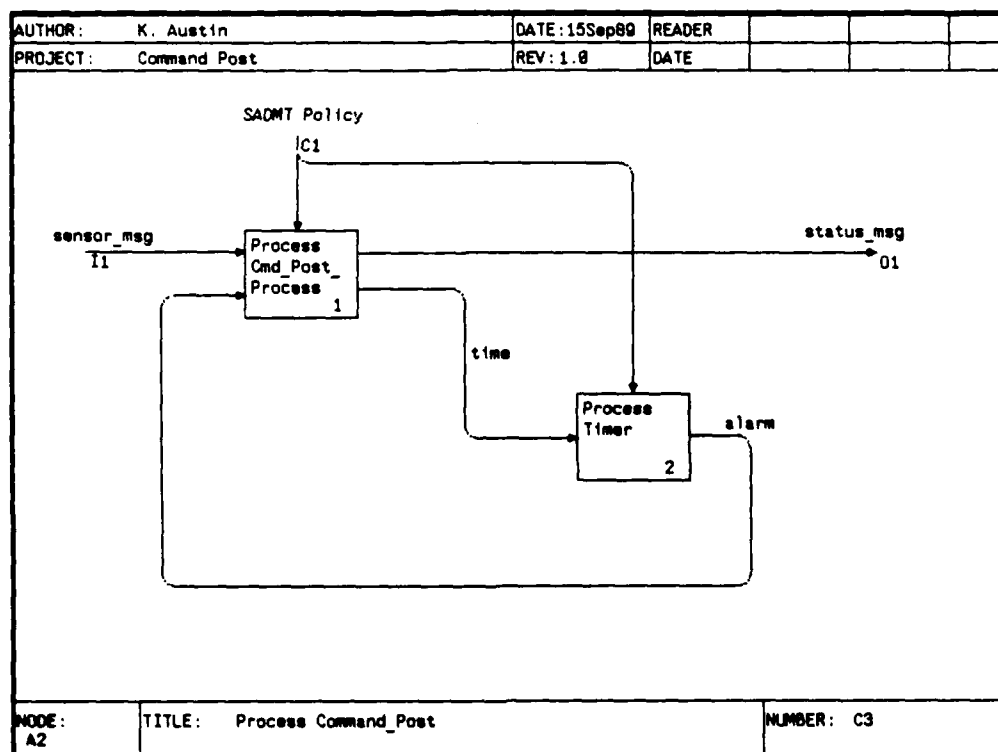 AUTHOR: K. Austin DATE:15Sep89 READER
PROJECT: Command Post REV:1.0 DATE
SADMT Policy
C1
sensor_msg
I1
Process
Cmd_Post_
Process
1
status_msg
O1
time
Process
Timer
2
alarm
NODE: TITLE: Process Command_Post NUMBER: C3
A2